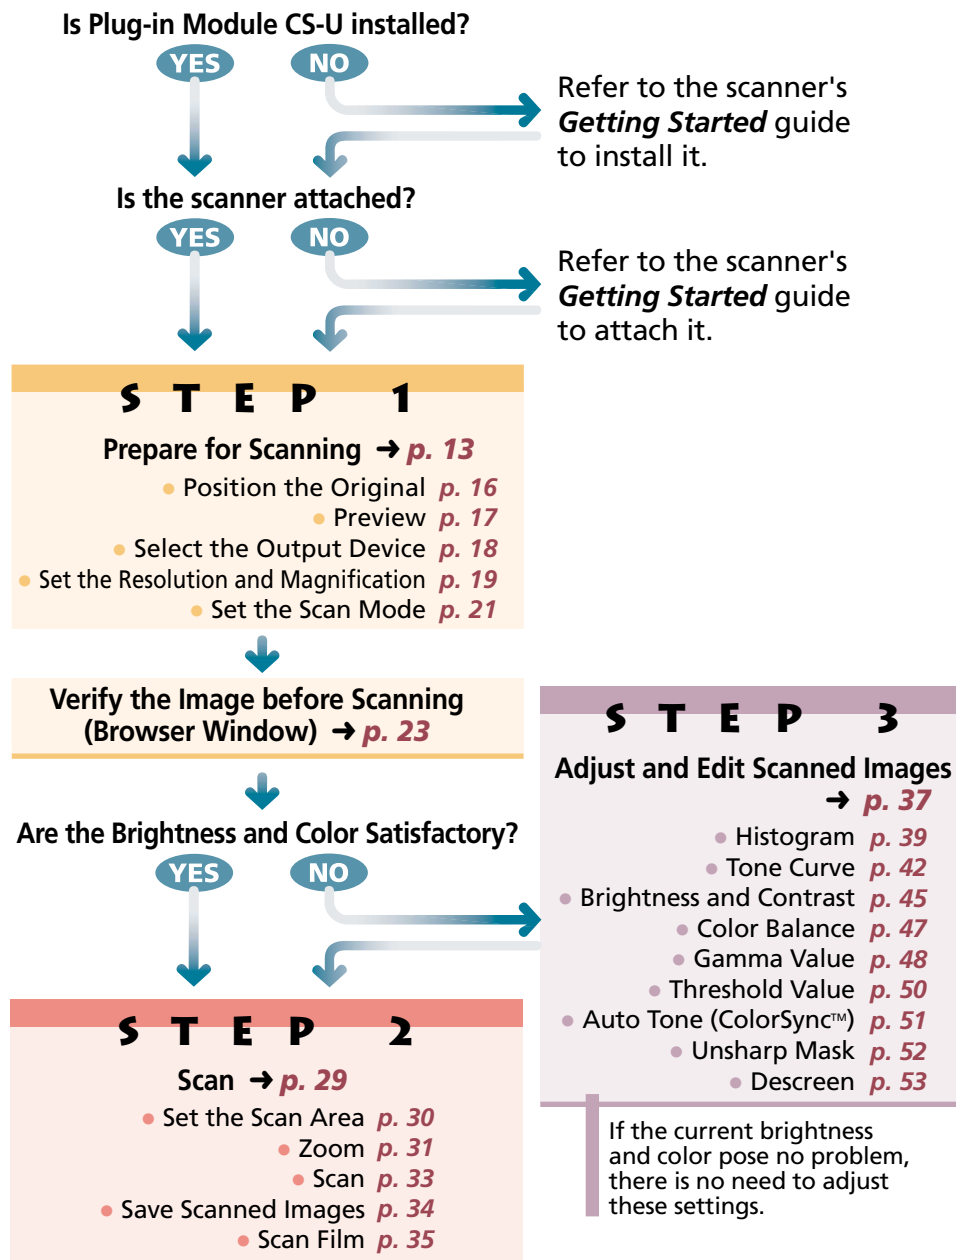 Is Plug-in Module CS-U installed?
YES
NO
Refer to the scanner's
Getting Started guide
to install it.
Is the scanner attached?
YES
NO
Refer to the scanner's
Getting Started guide
to attach it.
STEP 1
Prepare for Scanning ➜ p. 13
• Position the Original p. 16
• Preview p. 17
• Select the Output Device p. 18
• Set the Resolution and Magnification p. 19
• Set the Scan Mode p. 21
Verify the Image before Scanning
(Browser Window) ➜ p. 23
Are the Brightness and Color Satisfactory?
YES
NO
STEP 3
Adjust and Edit Scanned Images
➜ p. 37
• Histogram p. 39
• Tone Curve p. 42
• Brightness and Contrast p. 45
• Color Balance p. 47
• Gamma Value p. 48
• Threshold Value p. 50
• Auto Tone (ColorSync™) p. 51
• Unsharp Mask p. 52
• Descreen p. 53
If the current brightness
and color pose no problem,
there is no need to adjust
these settings.
STEP 2
Scan ➜ p. 29
• Set the Scan Area p. 30
• Zoom p. 31
• Scan p. 33
• Save Scanned Images p. 34
• Scan Film p. 35